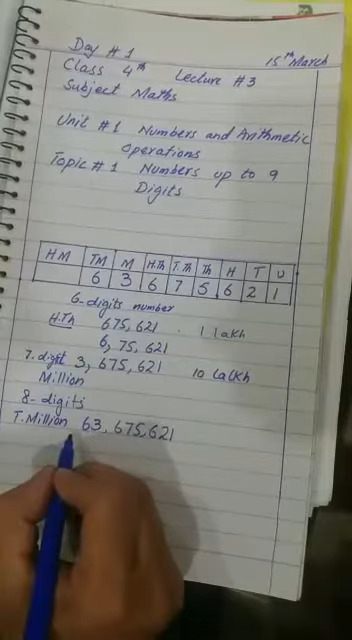 Day # 1
15th March
Class 4th Lecture #3
Subject Maths
Unit #1 Numbers and Arithmetic
Operations
Topic #1 Numbers up to 9
Digits
HM TM M H.Th T.Th Th H T U
6 3 6 7 5 6 2 1
6-digits number
H.Th 675,621 1 lakh
6, 75, 621
7. digit 3, 675, 621 10 lakh
Million
8- digits
T. Million 63, 675, 621